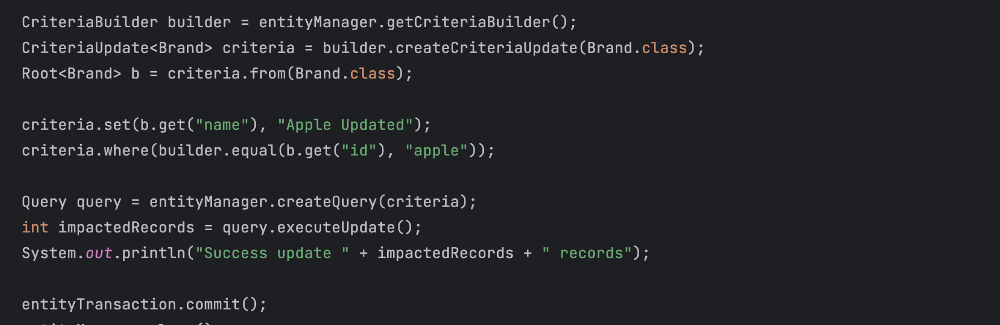 CriteriaBuilder builder = entityManager.getCriteriaBuilder();
CriteriaUpdate<Brand> criteria = builder.createCriteriaUpdate(Brand.class);
Root<Brand> b = criteria.from(Brand.class);
criteria.set(b.get("name"), "Apple Updated");
criteria.where(builder.equal(b.get("id"), "apple"));
Query query = entityManager.createQuery(criteria);
int impactedRecords = query.executeUpdate();
System.out.println("Success update " + impactedRecords + " records");
entityTransaction.commit();